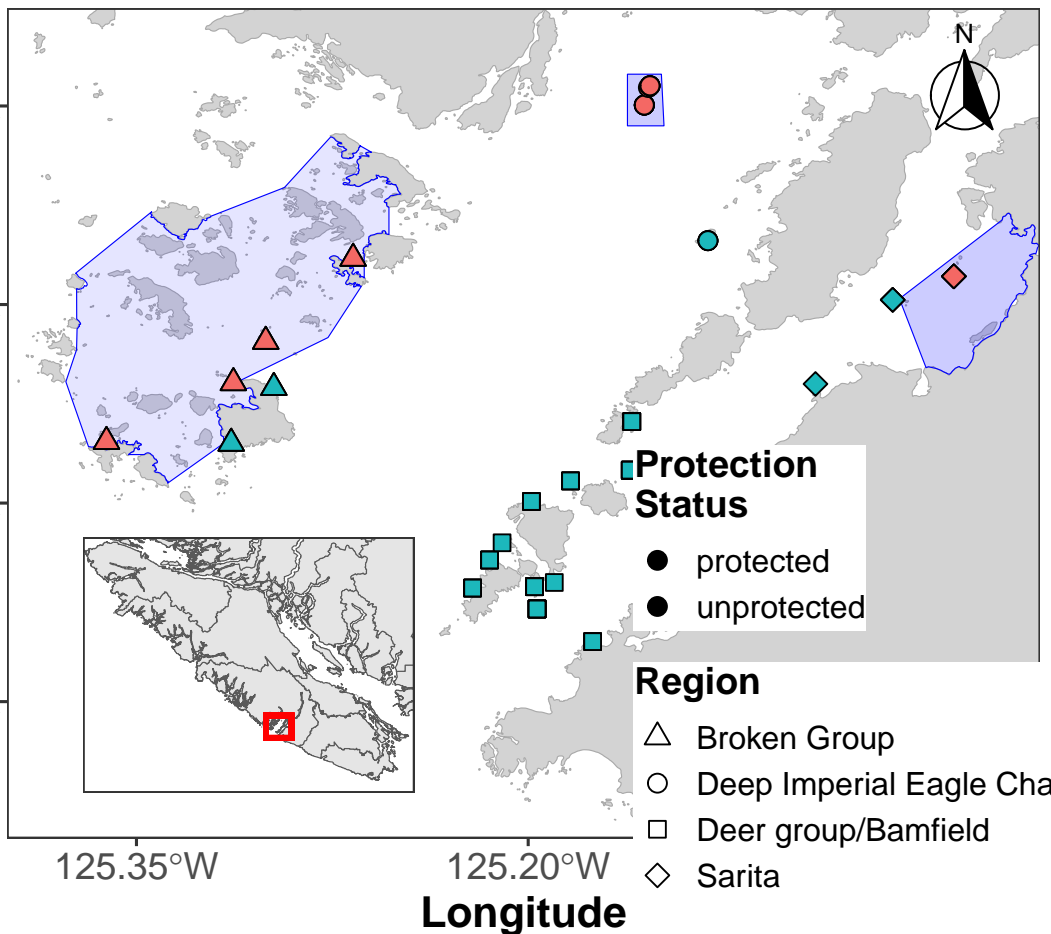 N
Protection
Status
protected
unprotected
Region
Broken Group
Deep Imperial Eagle Cha
Deer group/Bamfield
Sarita
125.35°W
125.20°W
Longitude